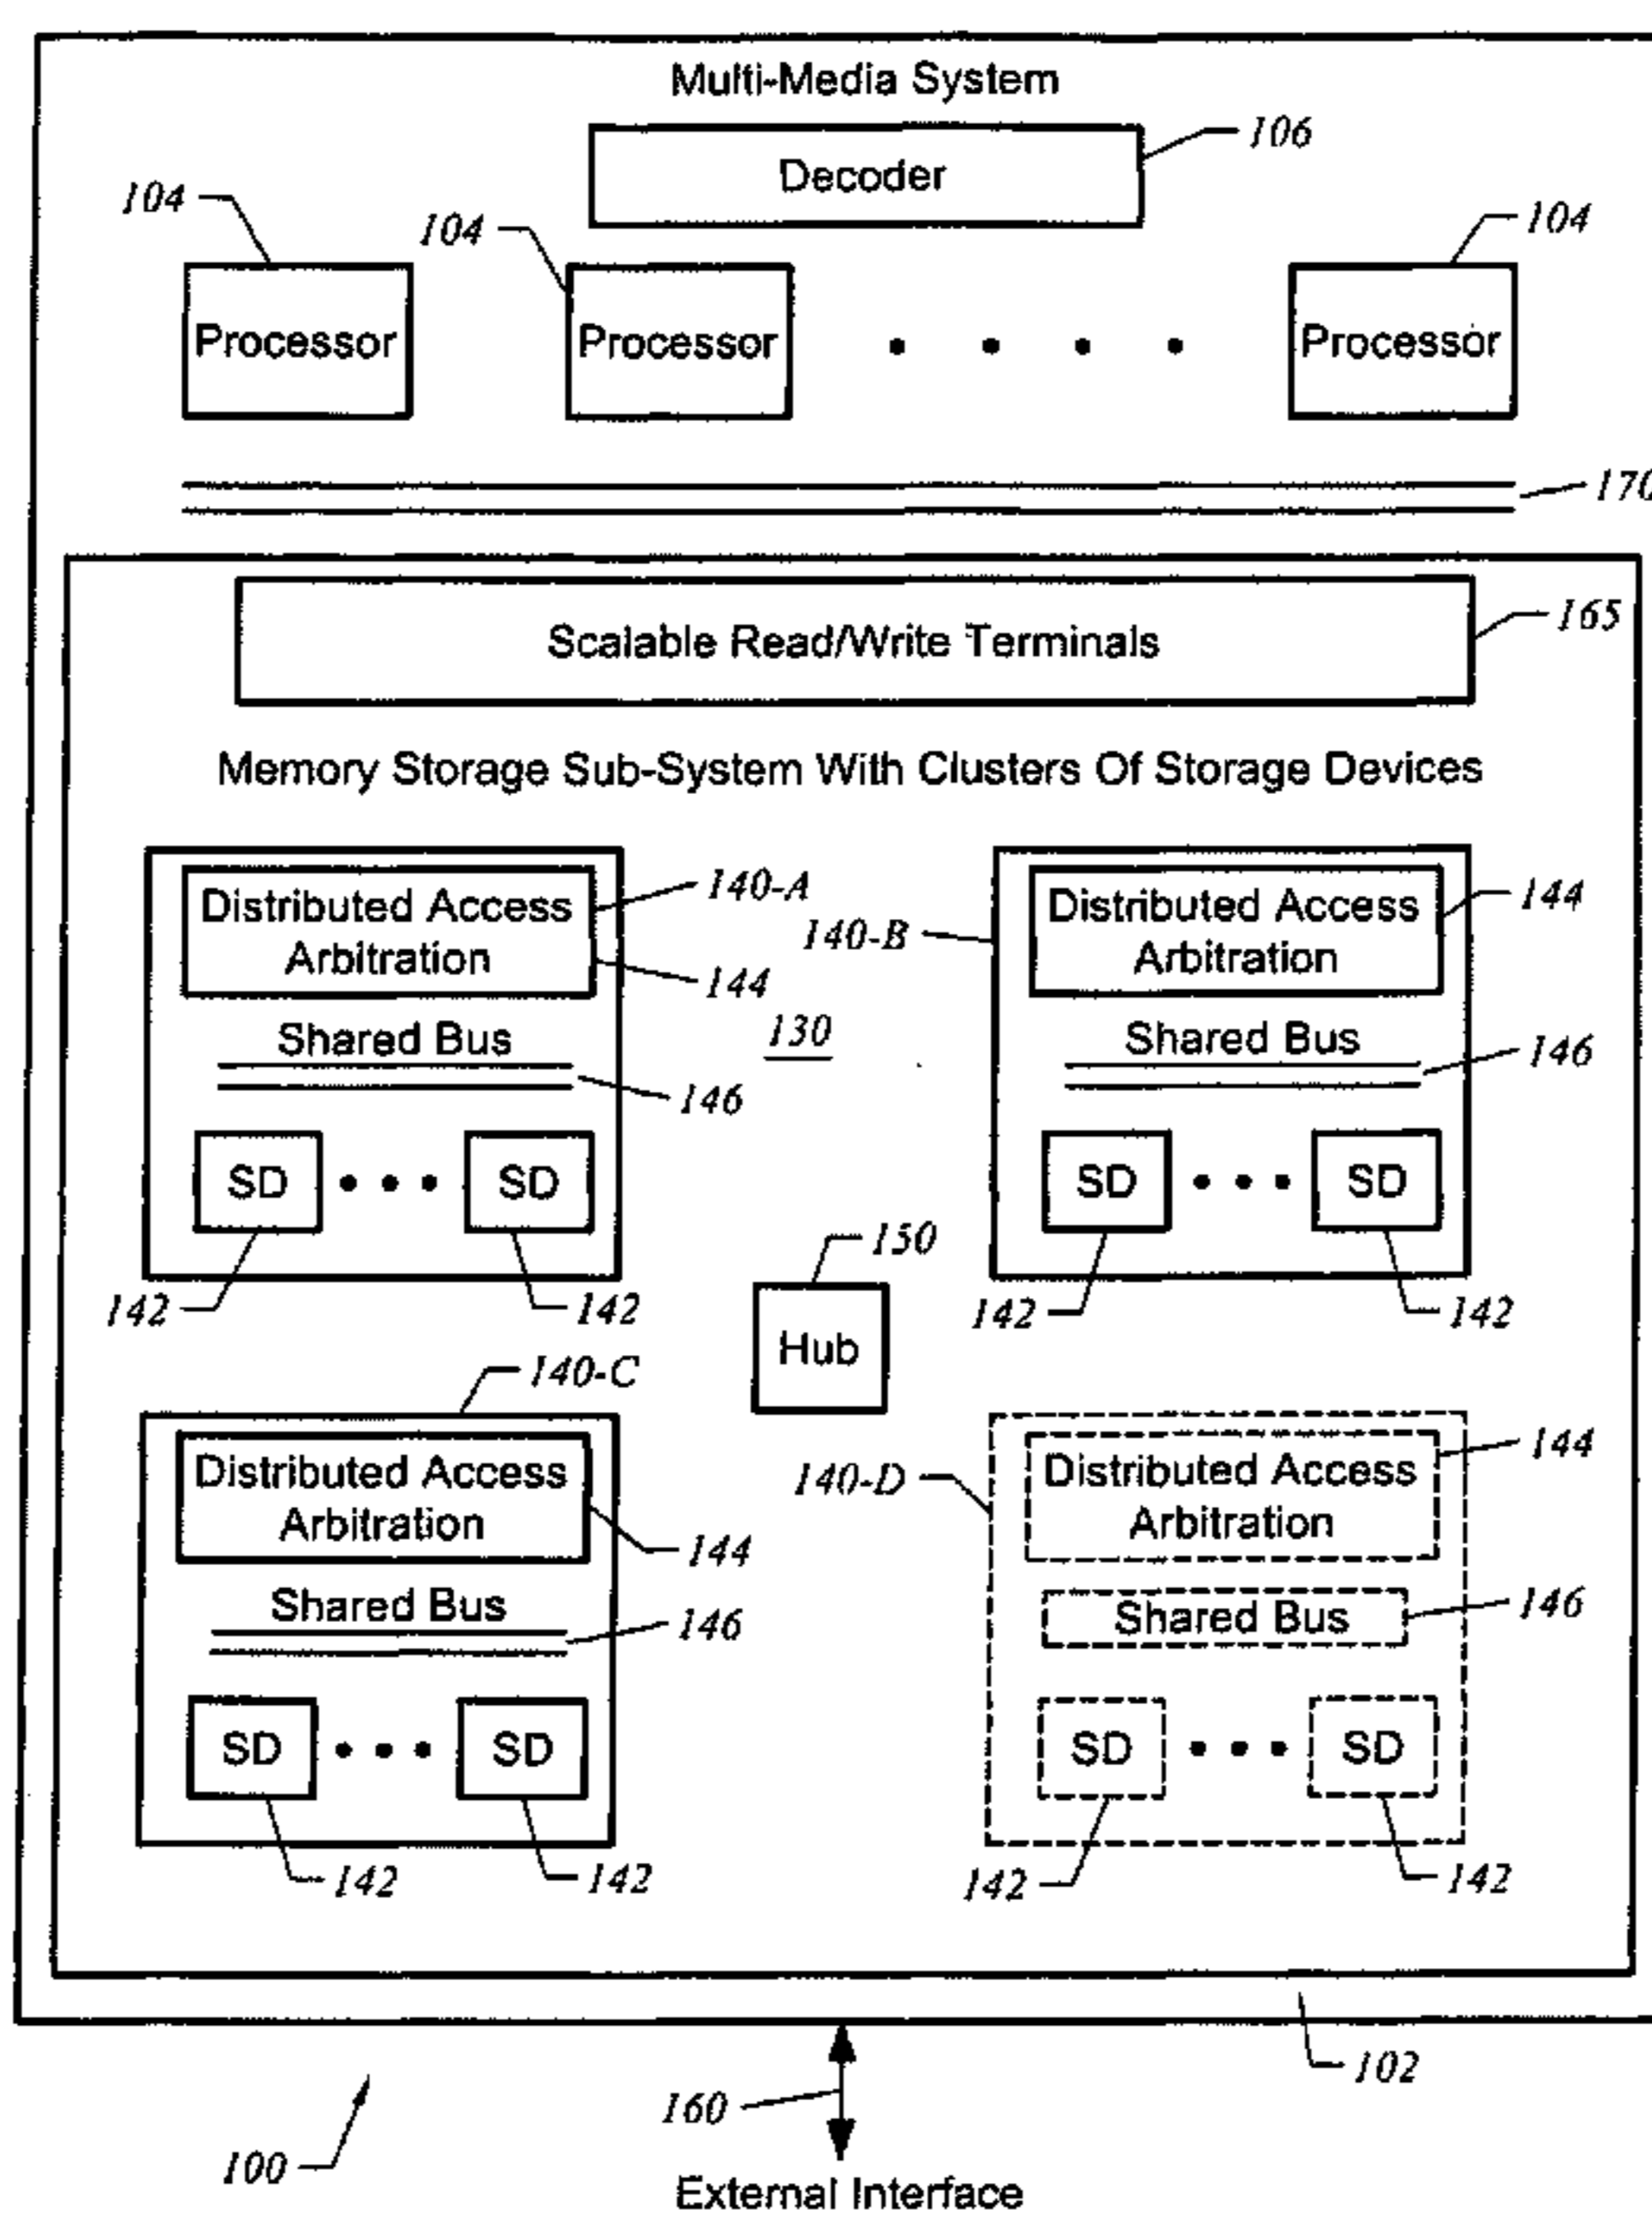 Multi-Media System
106
Decoder
104
104
104
Processor
Processor
Processor
170
165
Scalable Read/Write Terminals
Memory Storage Sub-System With Clusters Of Storage Devices
Distributed Access
Arbitration
140-A
144
Shared Bus
146
SD
SD
142
142
130
140-B
Distributed Access
Arbitration
144
Shared Bus
146
SD
SD
142
142
150
Hub
140-C
Distributed Access
Arbitration
144
Shared Bus
146
SD
SD
142
142
140-D
Distributed Access
Arbitration
144
Shared Bus
146
SD
SD
142
142
102
160
100
External Interface